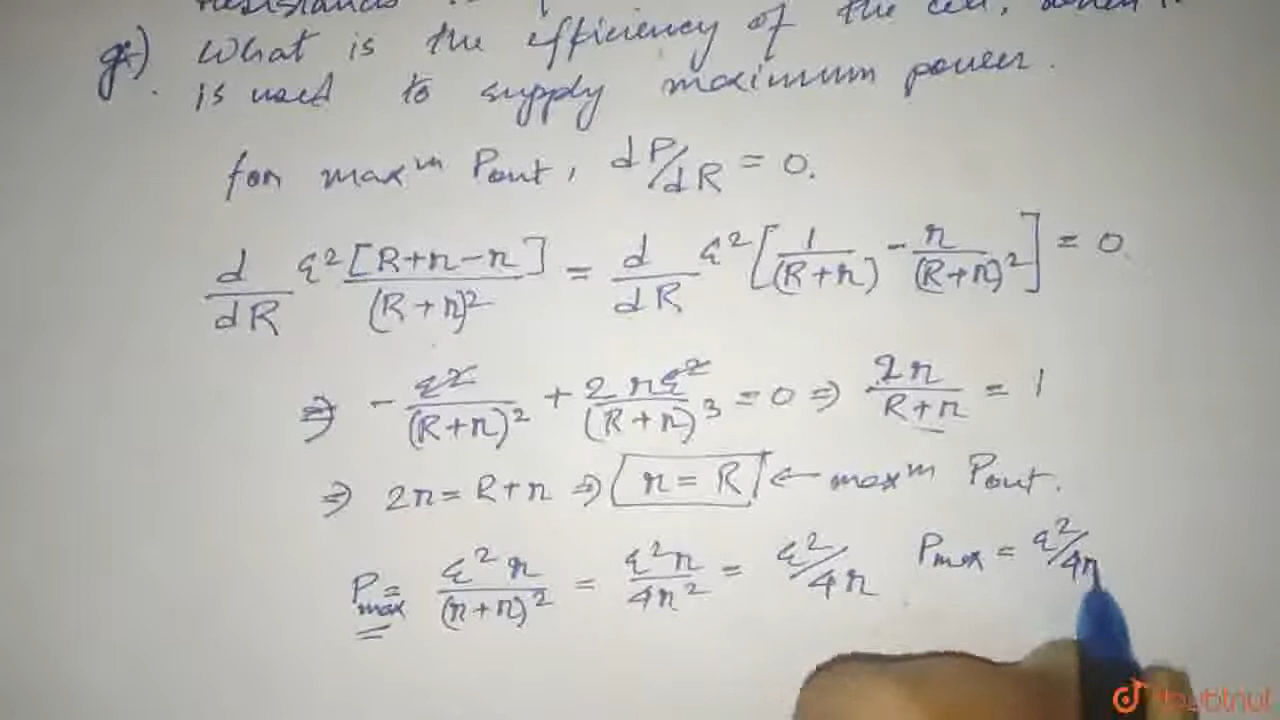 resistance
g) What is the efficiency of the cell, when it
is used to supply maximum power.
for maxᵐ Pout, dP/dR = 0.
d/dR ε² [R+r-r]/(R+r)² = d/dR ε² [1/(R+r) - r/(R+r)²] = 0.
⇒ - ε²/(R+r)² + 2rε²/(R+r)³ = 0 ⇒ 2r/(R+r) = 1
⇒ 2r = R+r ⇒ r = R ← maxᵐ Pout.
Pmax = ε²r/(r+r)² = ε²r/4r² = ε²/4r Pmax = ε²/4r
doubtnut